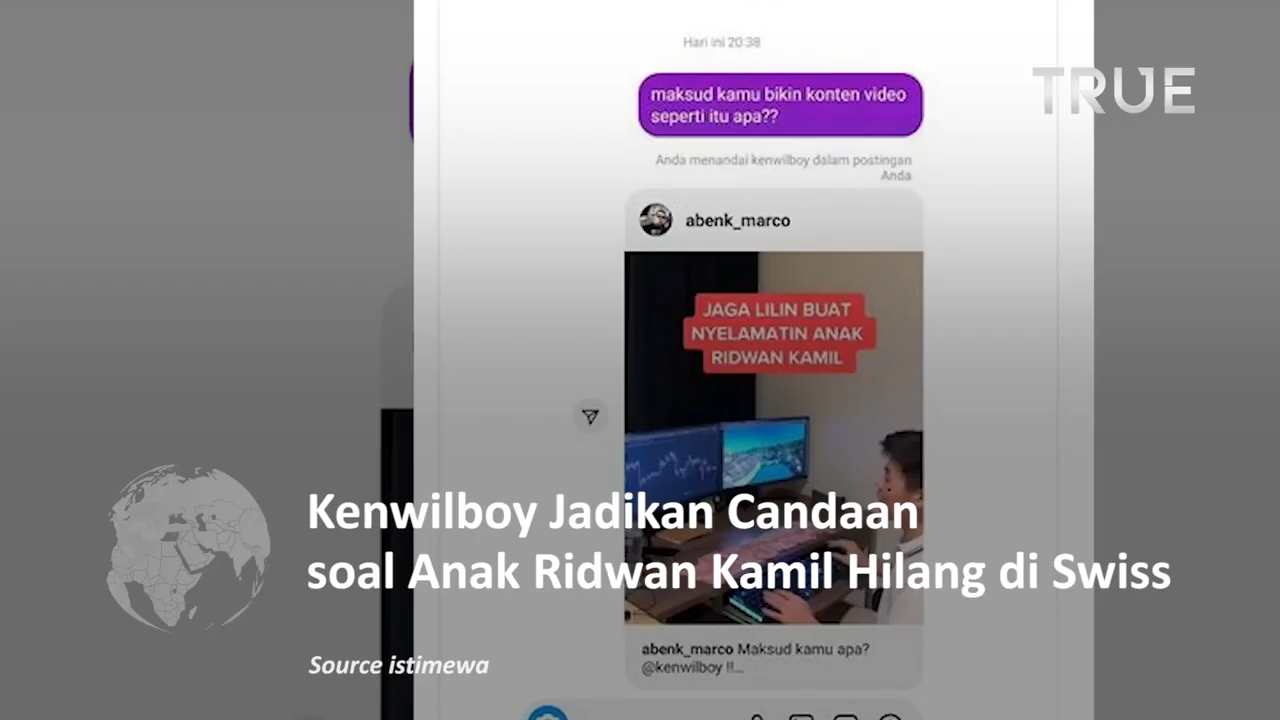 Hari ini 20:38
TRUE
maksud kamu bikin konten video
seperti itu apa??
Anda menandai kenwilboy dalam postingan
Anda
abenk_marco
JAGA LILIN BUAT
NYELAMATIN ANAK
RIDWAN KAMIL
Kenwilboy Jadikan Candaan
soal Anak Ridwan Kamil Hilang di Swiss
abenk_marco Maksud kamu apa?
@kenwilboy !!...
Source istimewa